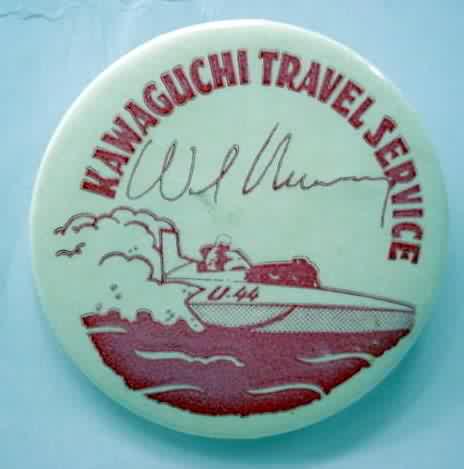 KAWAGUCHI TRAVEL SERVICE
U-44